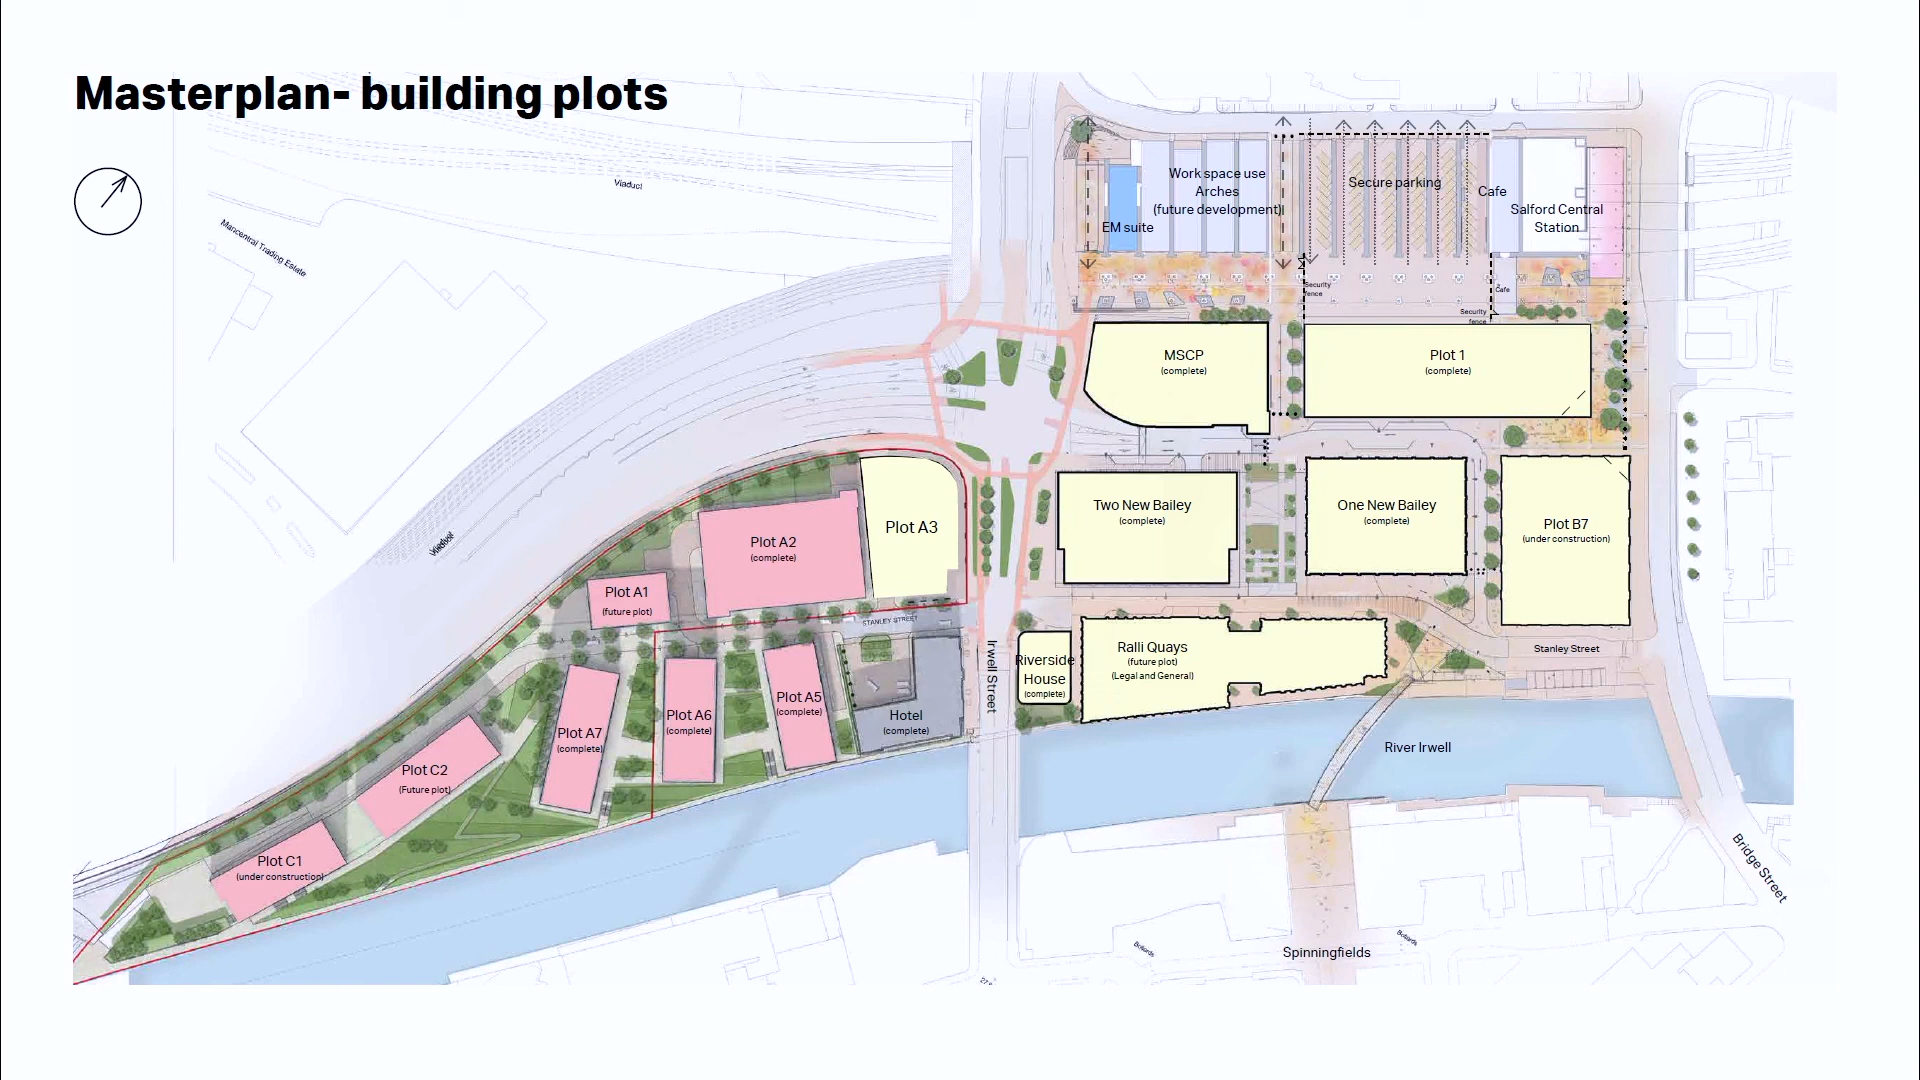 Masterplan- building plots
Viaduct
Mancentral Trading Estate
Viaduct
Work space use
Arches
(future development)
EM suite
Secure parking
Cafe
Salford Central
Station
Security
fence
Cafe
Security
fence
MSCP
(complete)
Plot 1
(complete)
Two New Bailey
(complete)
One New Bailey
(complete)
Plot B7
(under construction)
Plot A3
Plot A2
(complete)
Plot A1
(future plot)
STANLEY STREET
Irwell Street
Riverside
House
(complete)
Ralli Quays
(future plot)
(Legal and General)
Stanley Street
Plot A5
(complete)
Plot A6
(complete)
Plot A7
(complete)
Hotel
(complete)
Plot C2
(Future plot)
Plot C1
(under construction)
River Irwell
Bridge Street
Spinningfields
Bollards
Bollards